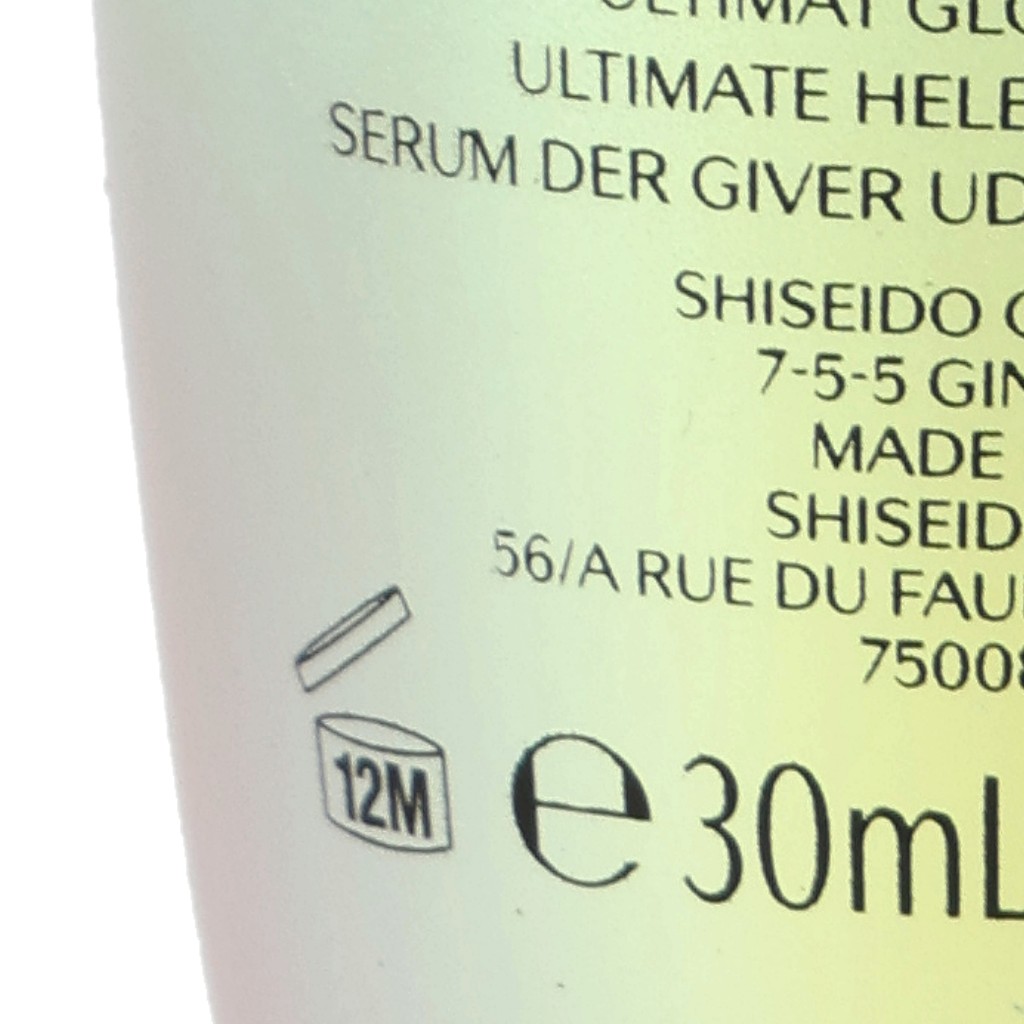 ULTIMATE HELE
SERUM DER GIVER UD
SHISEIDO
7-5-5 GIN
MADE
SHISEID
56/A RUE DU FAU
75008
12M
e 30mL